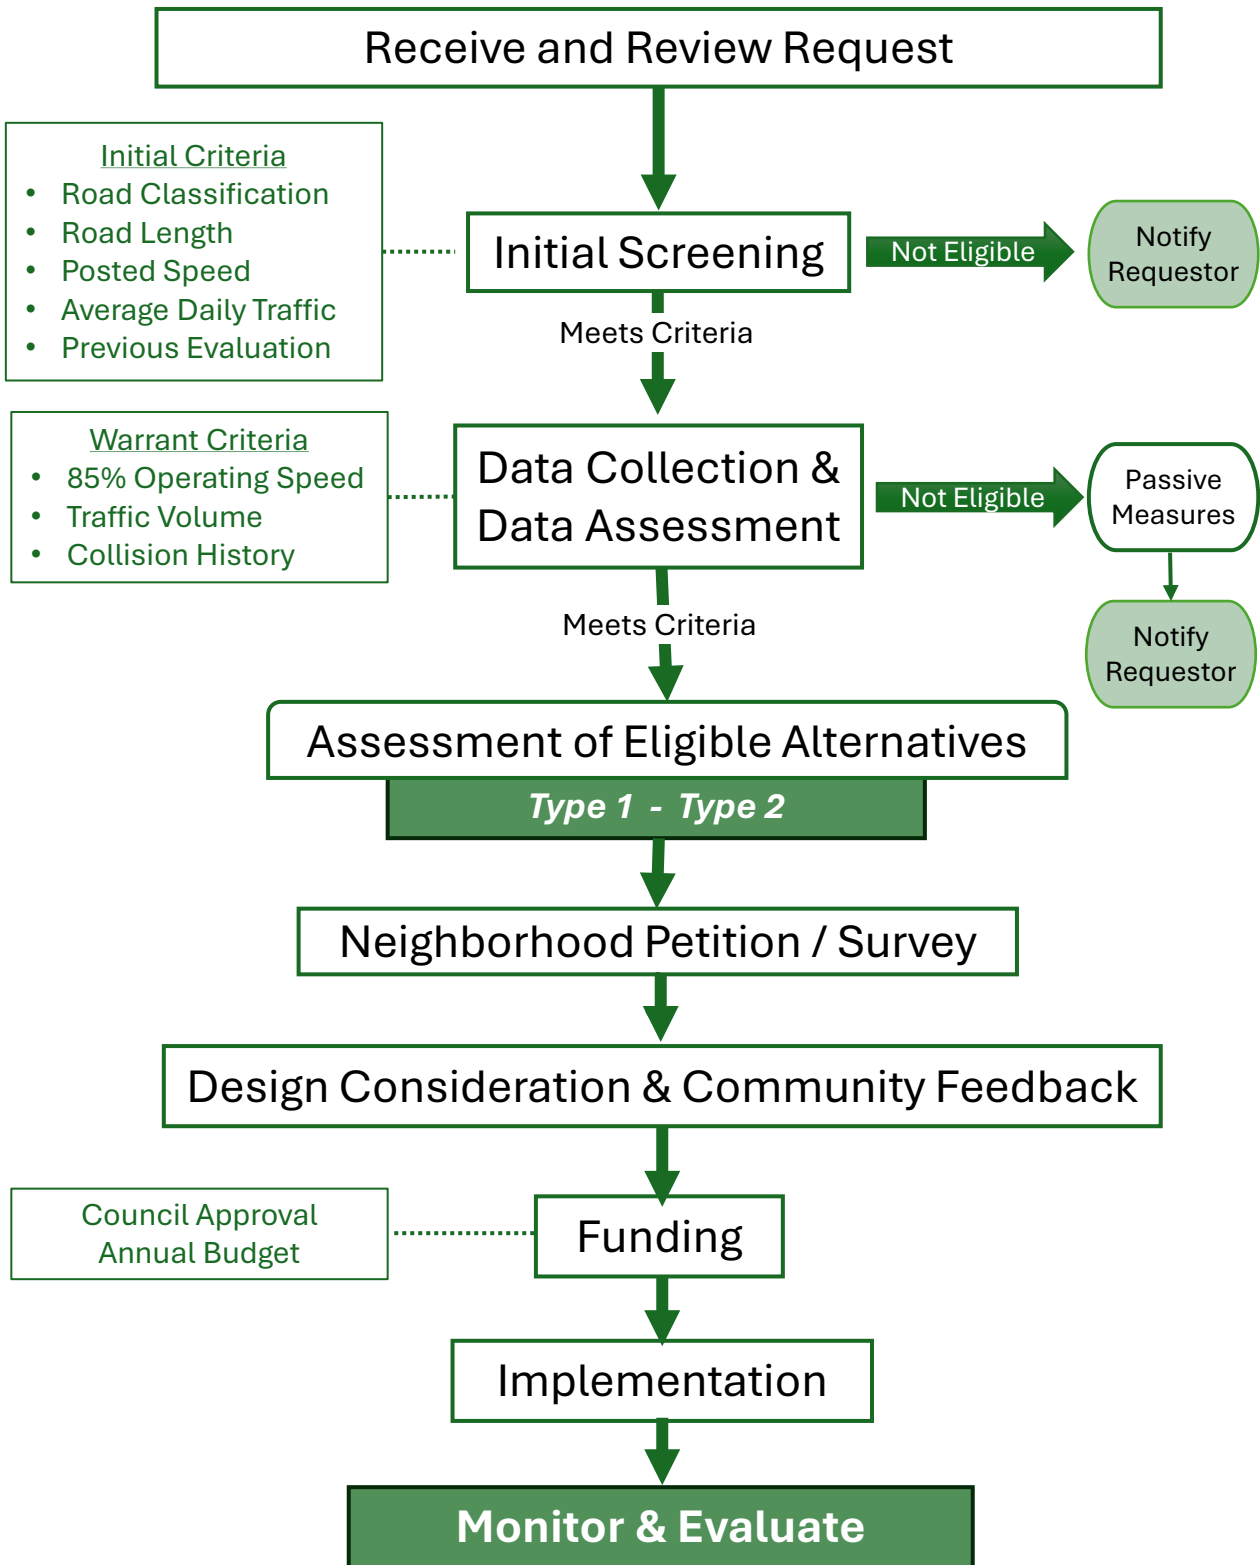 Receive and Review Request
Initial Criteria
• Road Classification
• Road Length
• Posted Speed
• Average Daily Traffic
• Previous Evaluation
Initial Screening
Not Eligible
Notify
Requestor
Meets Criteria
Warrant Criteria
• 85% Operating Speed
• Traffic Volume
• Collision History
Data Collection &
Data Assessment
Not Eligible
Passive
Measures
Notify
Requestor
Meets Criteria
Assessment of Eligible Alternatives
Type 1 - Type 2
Neighborhood Petition / Survey
Design Consideration & Community Feedback
Council Approval
Annual Budget
Funding
Implementation
Monitor & Evaluate